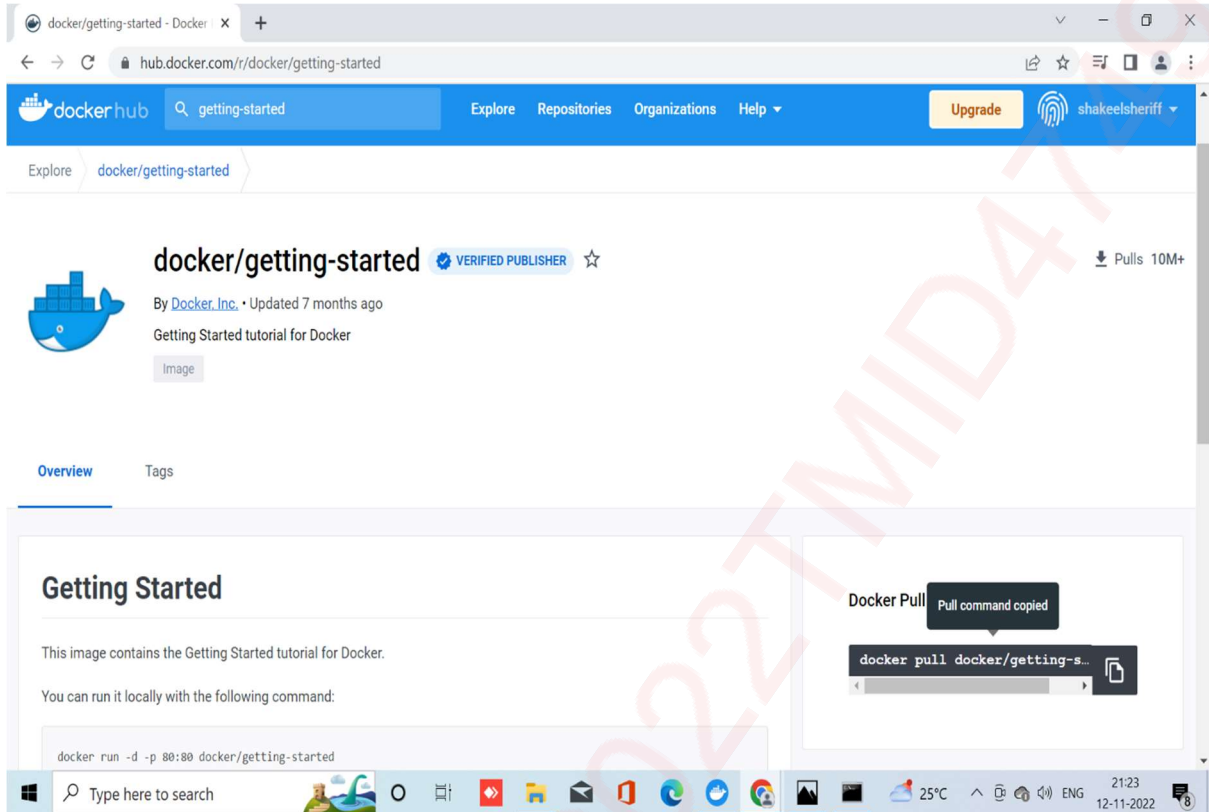 docker/getting-started - Docker
hub.docker.com/r/docker/getting-started
dockerhub
getting-started
Explore Repositories Organizations Help
Upgrade
shakeelsheriff
Explore docker/getting-started
docker/getting-started
VERIFIED PUBLISHER
Pulls 10M+
By Docker, Inc. • Updated 7 months ago
Getting Started tutorial for Docker
Image
Overview Tags
Getting Started
This image contains the Getting Started tutorial for Docker.
You can run it locally with the following command:
docker run -d -p 80:80 docker/getting-started
Docker Pull
Pull command copied
docker pull docker/getting-s…
Type here to search
25°C
ENG
21:23
12-11-2022
8